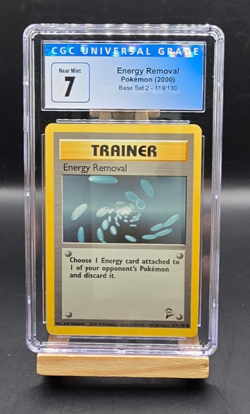 CGC UNIVERSAL GRADE
Near Mint
7
Energy Removal
Pokémon (2000)
Base Set 2 - 119/130
TRAINER
Energy Removal
Choose 1 Energy card attached to
1 of your opponent's Pokémon
and discard it.